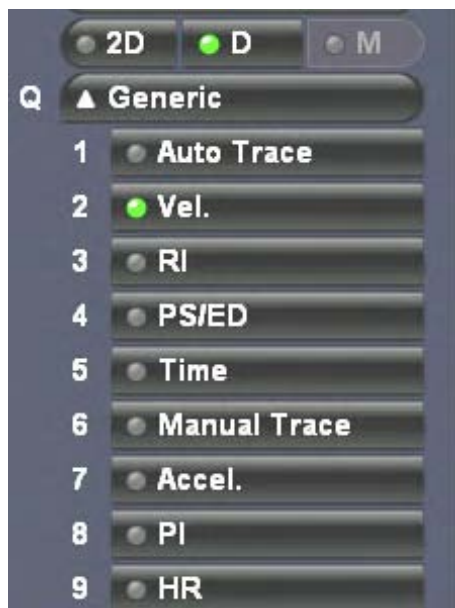 2D D M
Q Generic
1 Auto Trace
2 Vel.
3 RI
4 PS/ED
5 Time
6 Manual Trace
7 Accel.
8 PI
9 HR